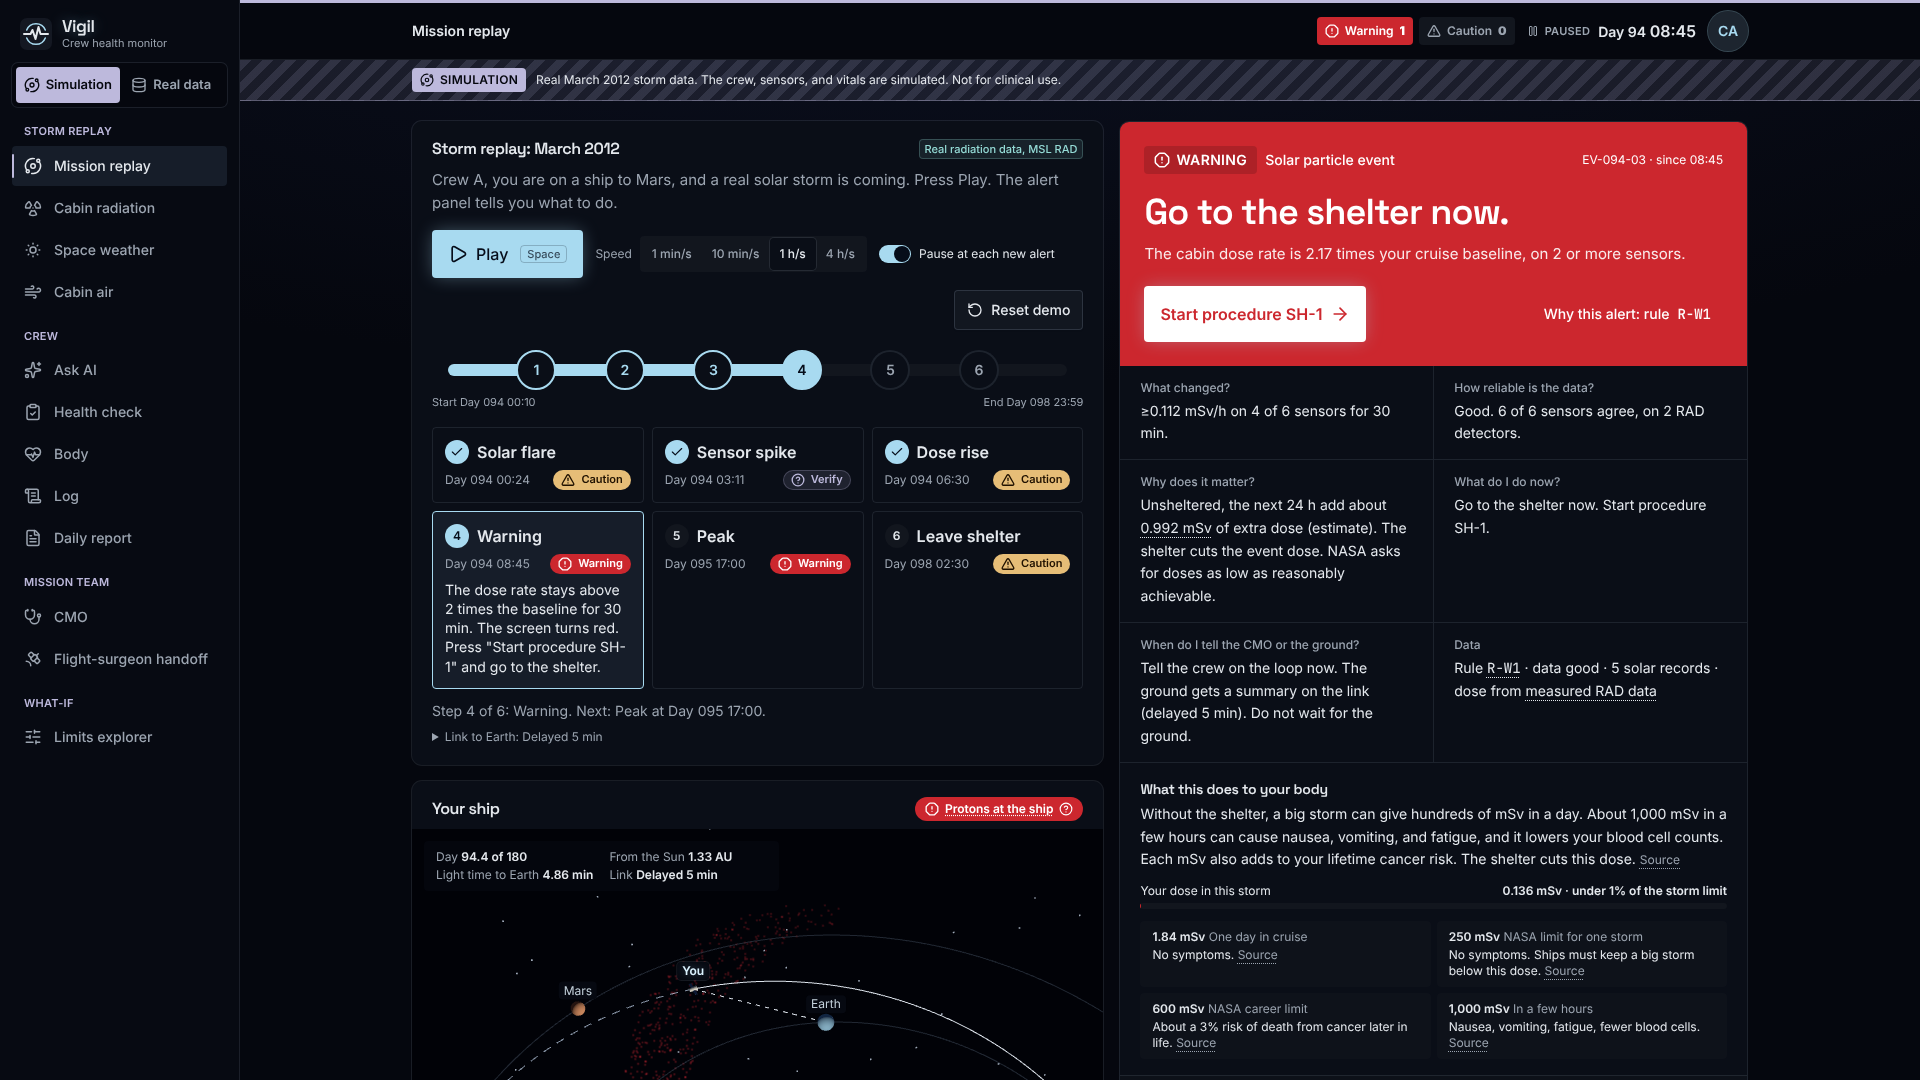 Vigil
Crew health monitor
Simulation
Real data
STORM REPLAY
Mission replay
Cabin radiation
Space weather
Cabin air
CREW
Ask AI
Health check
Body
Log
Daily report
MISSION TEAM
CMO
Flight-surgeon handoff
WHAT-IF
Limits explorer
Mission replay
Warning 1
Caution 0
PAUSED
Day 94 08:45
CA
SIMULATION
Real March 2012 storm data. The crew, sensors, and vitals are simulated. Not for clinical use.
Storm replay: March 2012
Real radiation data, MSL RAD
Crew A, you are on a ship to Mars, and a real solar storm is coming. Press Play. The alert
panel tells you what to do.
Play Space
Speed
1 min/s
10 min/s
1 h/s
4 h/s
Pause at each new alert
Reset demo
1
2
3
4
5
6
Start Day 094 00:10
End Day 098 23:59
Solar flare
Day 094 00:24
Caution
Sensor spike
Day 094 03:11
Verify
Dose rise
Day 094 06:30
Caution
4 Warning
Day 094 08:45
Warning
The dose rate stays above
2 times the baseline for 30
min. The screen turns red.
Press "Start procedure SH-
1" and go to the shelter.
5 Peak
Day 095 17:00
Warning
6 Leave shelter
Day 098 02:30
Caution
Step 4 of 6: Warning. Next: Peak at Day 095 17:00.
Link to Earth: Delayed 5 min
Your ship
Protons at the ship
Day 94.4 of 180
From the Sun 1.33 AU
Light time to Earth 4.86 min
Link Delayed 5 min
You
Mars
Earth
WARNING
Solar particle event
EV-094-03 · since 08:45
Go to the shelter now.
The cabin dose rate is 2.17 times your cruise baseline, on 2 or more sensors.
Start procedure SH-1
Why this alert: rule R-W1
What changed?
≥0.112 mSv/h on 4 of 6 sensors for 30
min.
How reliable is the data?
Good. 6 of 6 sensors agree, on 2 RAD
detectors.
Why does it matter?
Unsheltered, the next 24 h add about
0.992 mSv of extra dose (estimate). The
shelter cuts the event dose. NASA asks
for doses as low as reasonably
achievable.
What do I do now?
Go to the shelter now. Start procedure
SH-1.
When do I tell the CMO or the ground?
Tell the crew on the loop now. The
ground gets a summary on the link
(delayed 5 min). Do not wait for the
ground.
Data
Rule R-W1 · data good · 5 solar records ·
dose from measured RAD data
What this does to your body
Without the shelter, a big storm can give hundreds of mSv in a day. About 1,000 mSv in a
few hours can cause nausea, vomiting, and fatigue, and it lowers your blood cell counts.
Each mSv also adds to your lifetime cancer risk. The shelter cuts this dose. Source
Your dose in this storm
0.136 mSv · under 1% of the storm limit
1.84 mSv One day in cruise
No symptoms. Source
250 mSv NASA limit for one storm
No symptoms. Ships must keep a big storm
below this dose. Source
600 mSv NASA career limit
About a 3% risk of death from cancer later in
life. Source
1,000 mSv In a few hours
Nausea, vomiting, fatigue, fewer blood cells.
Source